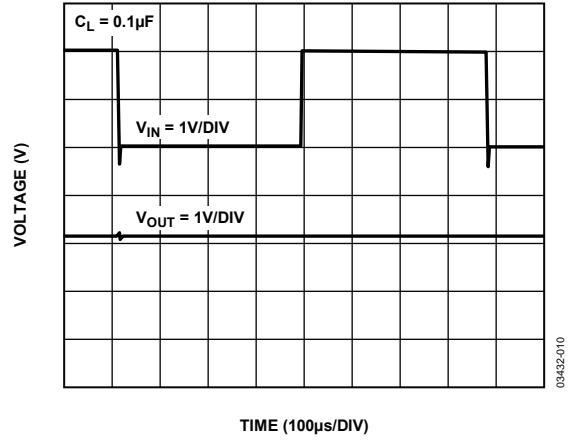 C_L = 0.1µF
V_IN = 1V/DIV
V_OUT = 1V/DIV
VOLTAGE (V)
TIME (100µs/DIV)
03432-010